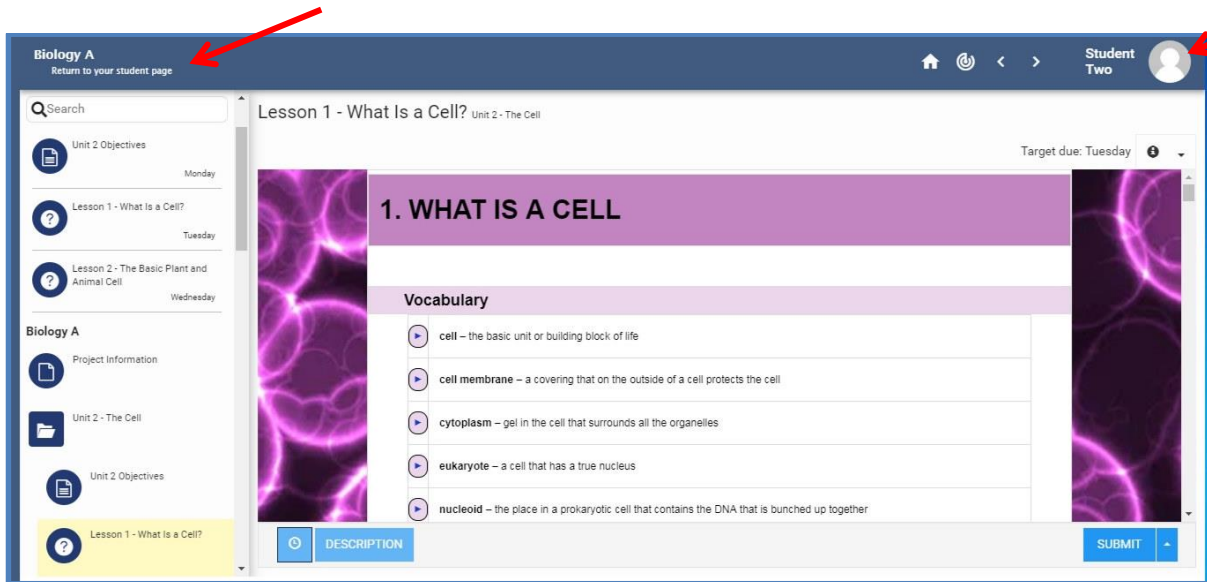 Biology A
Return to your student page
Student
Two
Search
Unit 2 Objectives
Monday
Lesson 1 - What Is a Cell?
Tuesday
Lesson 2 - The Basic Plant and
Animal Cell
Wednesday
Biology A
Project Information
Unit 2 - The Cell
Unit 2 Objectives
Lesson 1 - What Is a Cell?
Lesson 1 - What Is a Cell? Unit 2 - The Cell
Target due: Tuesday
1. WHAT IS A CELL
Vocabulary
cell – the basic unit or building block of life
cell membrane – a covering that on the outside of a cell protects the cell
cytoplasm – gel in the cell that surrounds all the organelles
eukaryote – a cell that has a true nucleus
nucleoid – the place in a prokaryotic cell that contains the DNA that is bunched up together
DESCRIPTION
SUBMIT